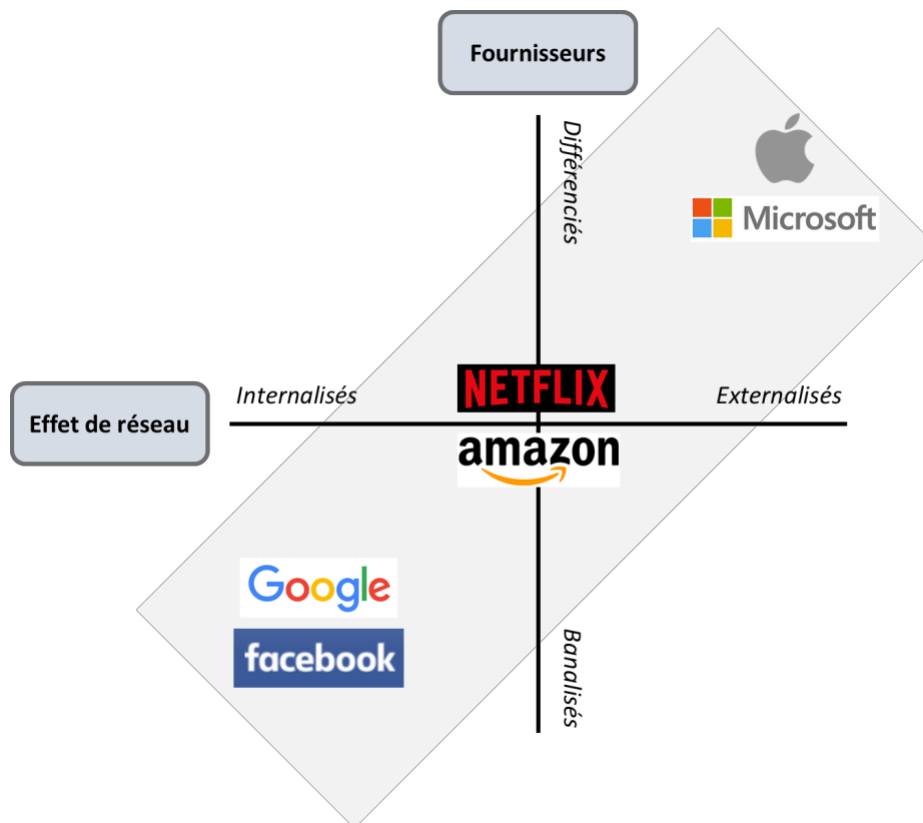 Fournisseurs
Différenciés
Microsoft
NETFLIX
Internalisés
Externalisés
Effet de réseau
amazon
Google
facebook
Banalisés